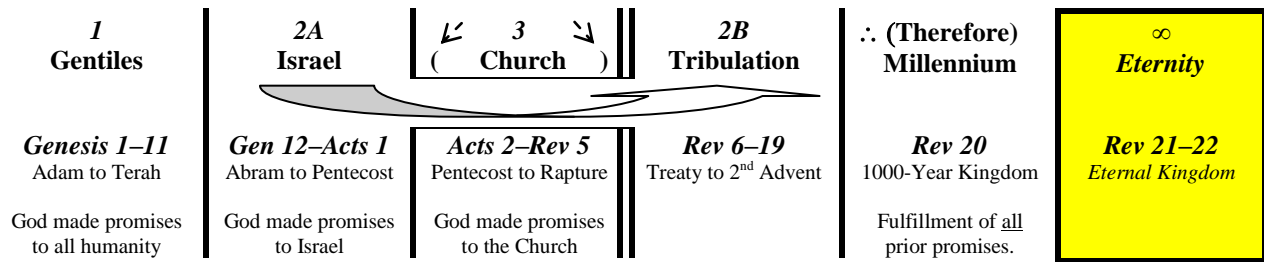 1
Gentiles
Genesis 1–11
Adam to Terah
God made promises
to all humanity
2A
Israel
Gen 12–Acts 1
Abram to Pentecost
God made promises
to Israel
3
( Church )
Acts 2–Rev 5
Pentecost to Rapture
God made promises
to the Church
2B
Tribulation
Rev 6–19
Treaty to 2nd Advent
∴ (Therefore)
Millennium
Rev 20
1000-Year Kingdom
Fulfillment of all
prior promises.
∞
Eternity
Rev 21–22
Eternal Kingdom